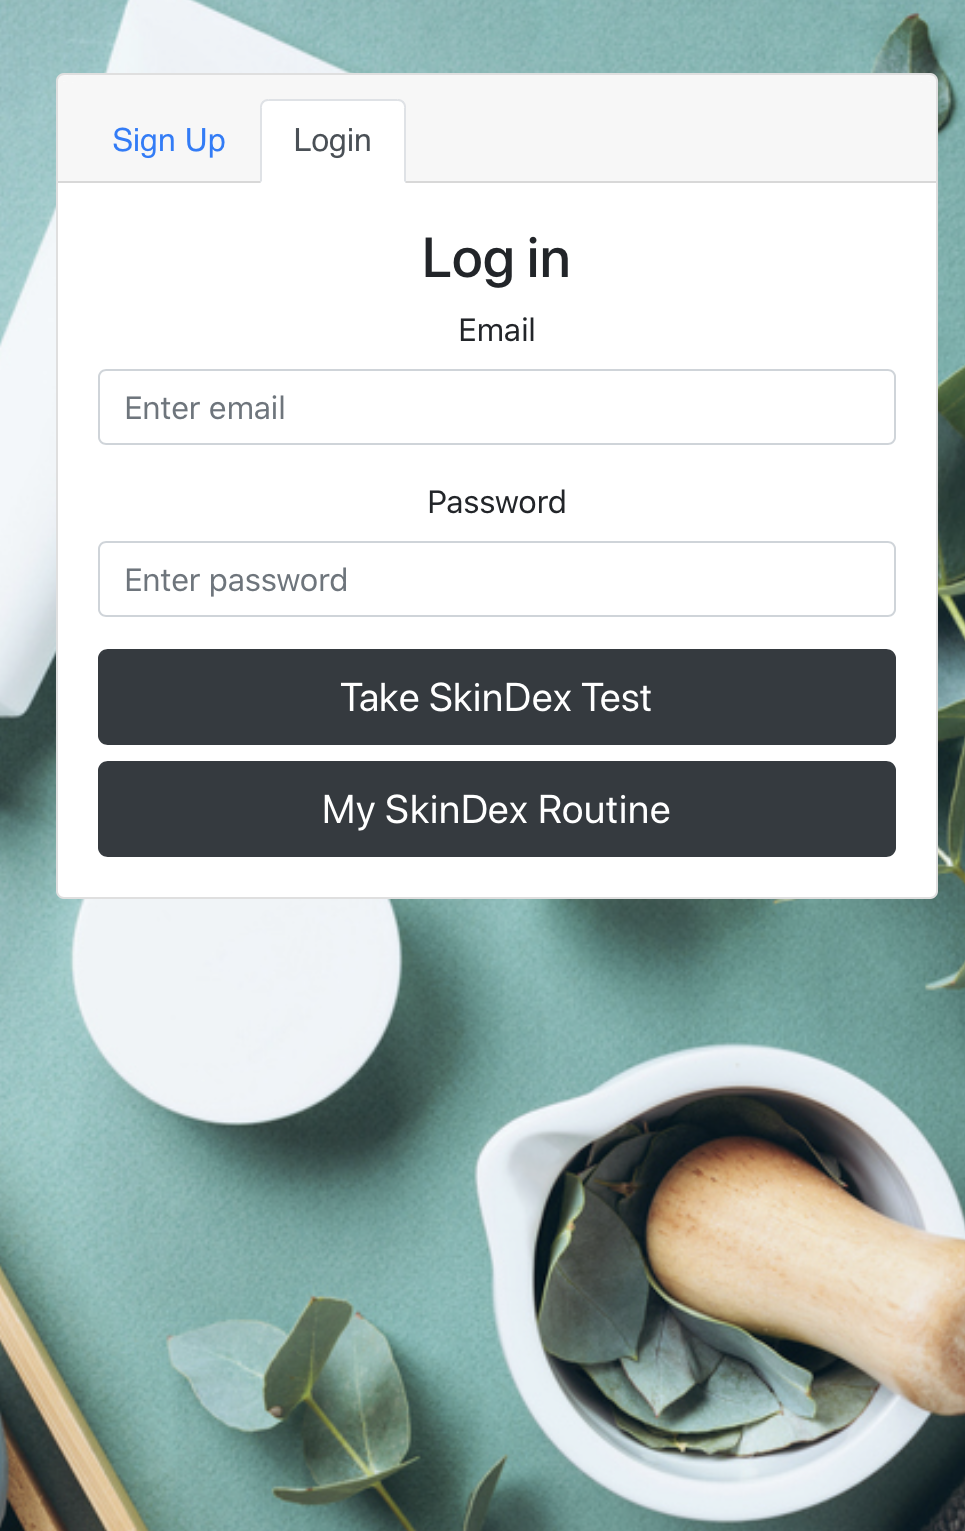 Sign Up Login
Log in
Email
Enter email
Password
Enter password
Take SkinDex Test
My SkinDex Routine